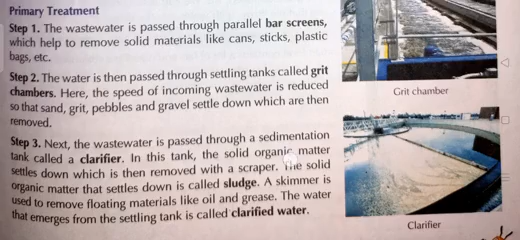 Primary Treatment
Step 1. The wastewater is passed through parallel bar screens,
which help to remove solid materials like cans, sticks, plastic
bags, etc.
Step 2. The water is then passed through settling tanks called grit
chambers. Here, the speed of incoming wastewater is reduced
so that sand, grit, pebbles and gravel settle down which are then
removed.
Step 3. Next, the wastewater is passed through a sedimentation
tank called a clarifier. In this tank, the solid organic matter
settles down which is then removed with a scraper. The solid
organic matter that settles down is called sludge. A skimmer is
used to remove floating materials like oil and grease. The water
that emerges from the settling tank is called clarified water.
Grit chamber
Clarifier